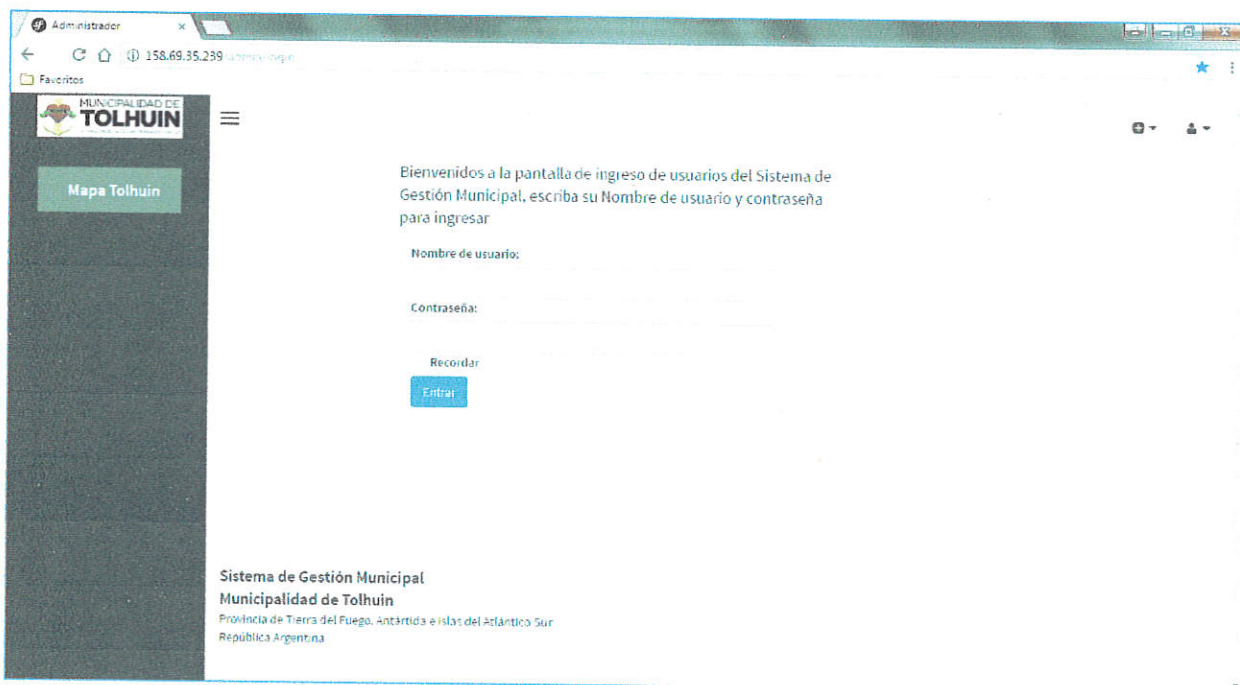 Administrador
158.69.35.239/admin/login
Favoritos
MUNICIPALIDAD DE
TOLHUIN
Mapa Tolhuin
Bienvenidos a la pantalla de ingreso de usuarios del Sistema de
Gestión Municipal, escriba su Nombre de usuario y contraseña
para ingresar
Nombre de usuario:
Contraseña:
Recordar
Entrar
Sistema de Gestión Municipal
Municipalidad de Tolhuin
Provincia de Tierra del Fuego, Antártida e Islas del Atlántico Sur
República Argentina